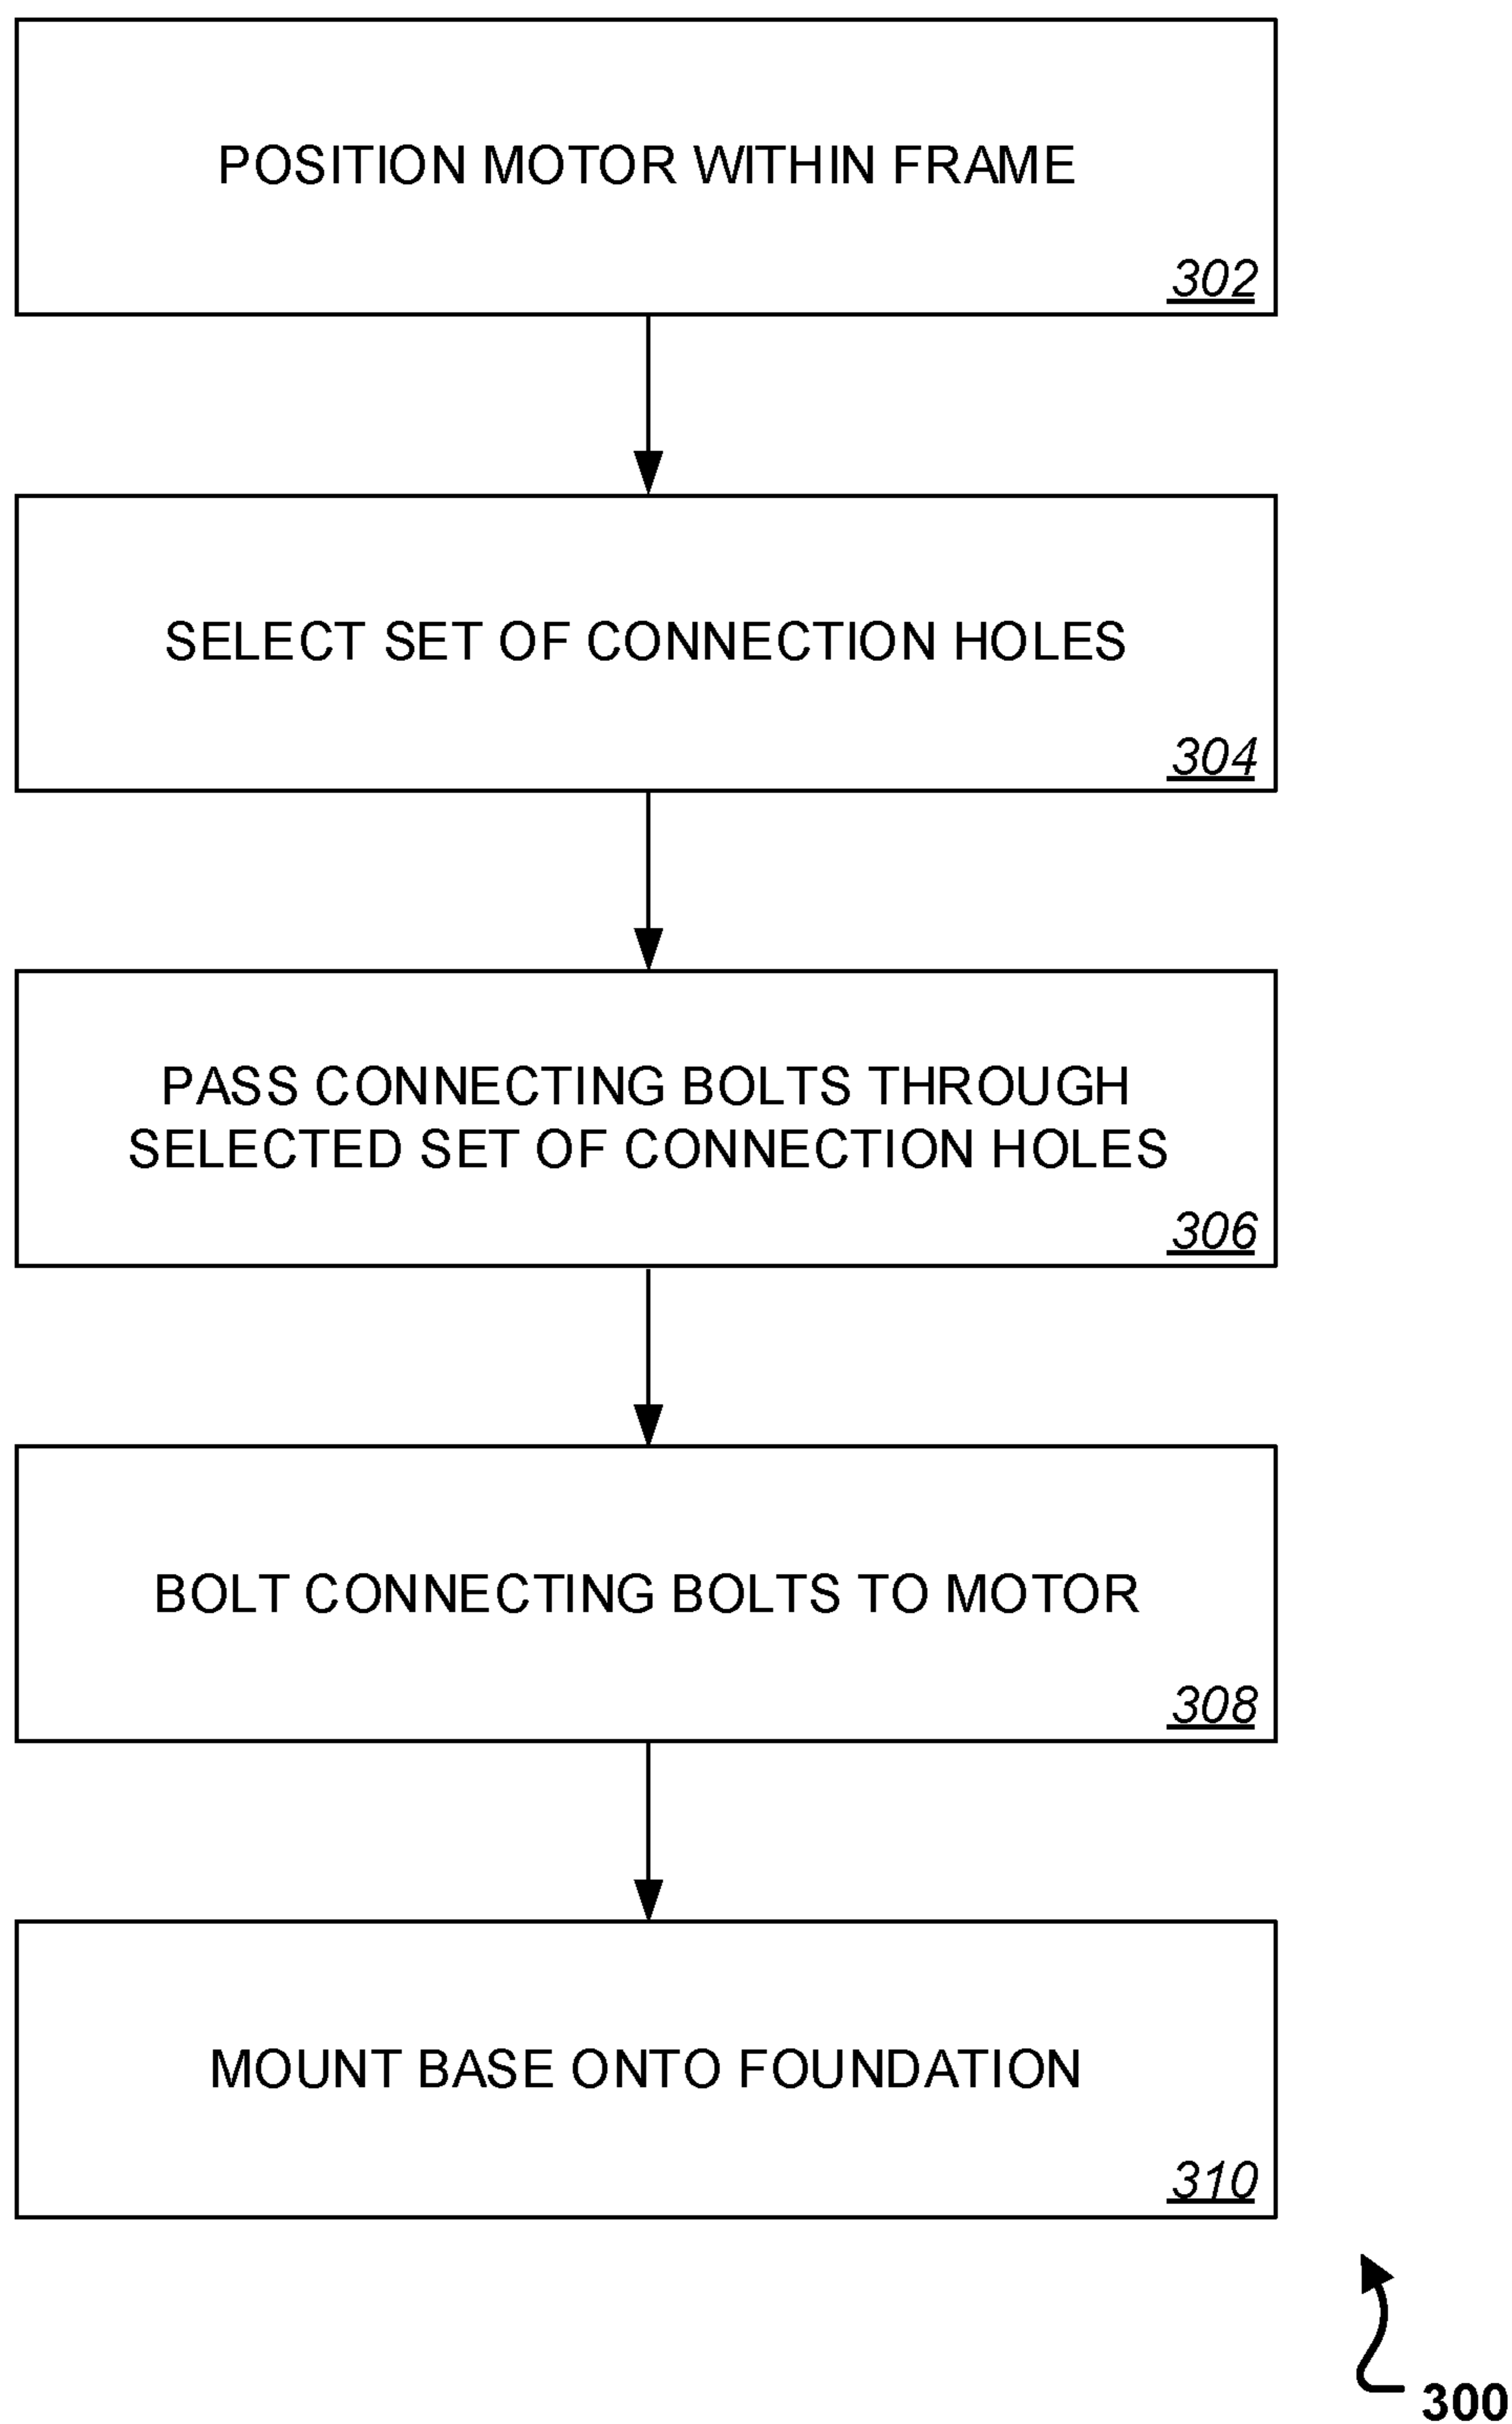 POSITION MOTOR WITHIN FRAME
302
SELECT SET OF CONNECTION HOLES
304
PASS CONNECTING BOLTS THROUGH
SELECTED SET OF CONNECTION HOLES
306
BOLT CONNECTING BOLTS TO MOTOR
308
MOUNT BASE ONTO FOUNDATION
310
300